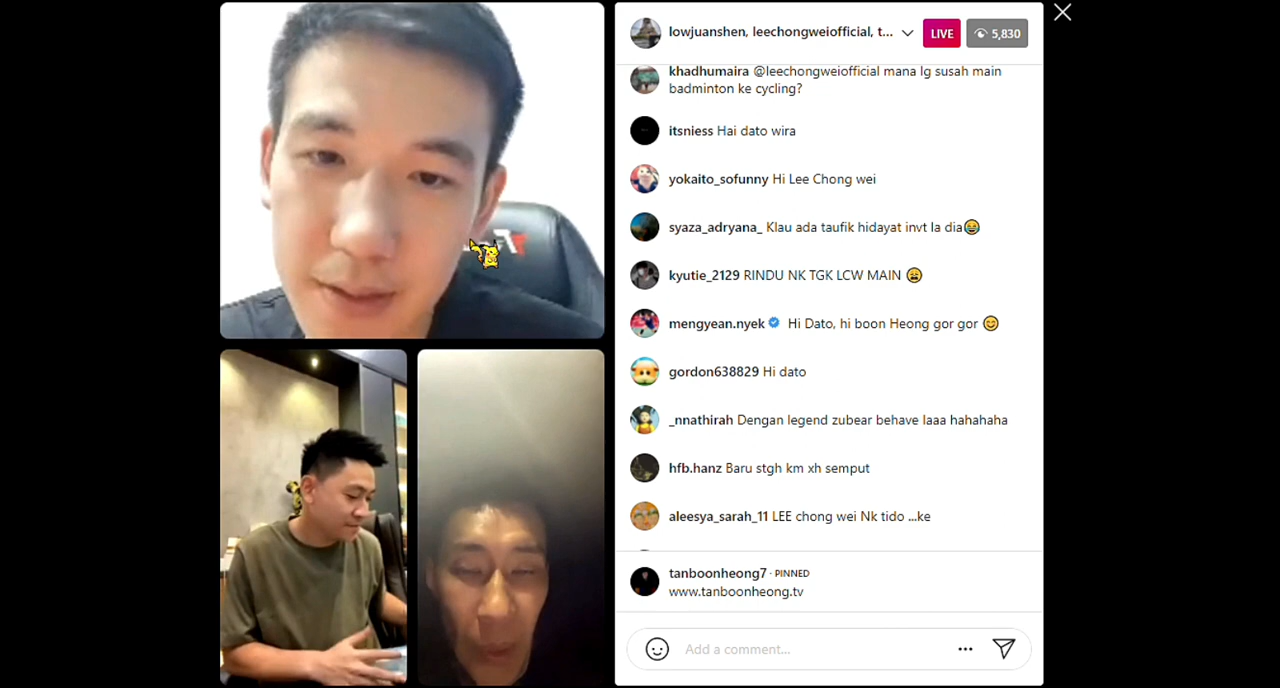 lowjuanshen, leechongweiofficial, t...
LIVE
5,830
khadhumaira @leechongweiofficial mana lg susah main
badminton ke cycling?
itsniess Hai dato wira
yokaito_sofunny Hi Lee Chong wei
syaza_adryana_ Klau ada taufik hidayat invt la dia😂
kyutie_2129 RINDU NK TGK LCW MAIN 😩
mengyean.nyek Hi Dato, hi boon Heong gor gor 😊
gordon638829 Hi dato
_nnathirah Dengan legend zubear behave laaa hahahaha
hfb.hanz Baru stgh km xh semput
aleesya_sarah_11 LEE chong wei Nk tido ...ke
tanboonheong7 · PINNED
www.tanboonheong.tv
Add a comment...